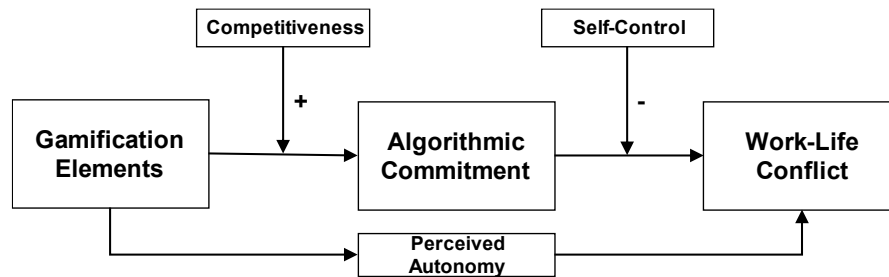 Competitiveness
Self-Control
+
-
Gamification
Elements
Algorithmic
Commitment
Work-Life
Conflict
Perceived
Autonomy